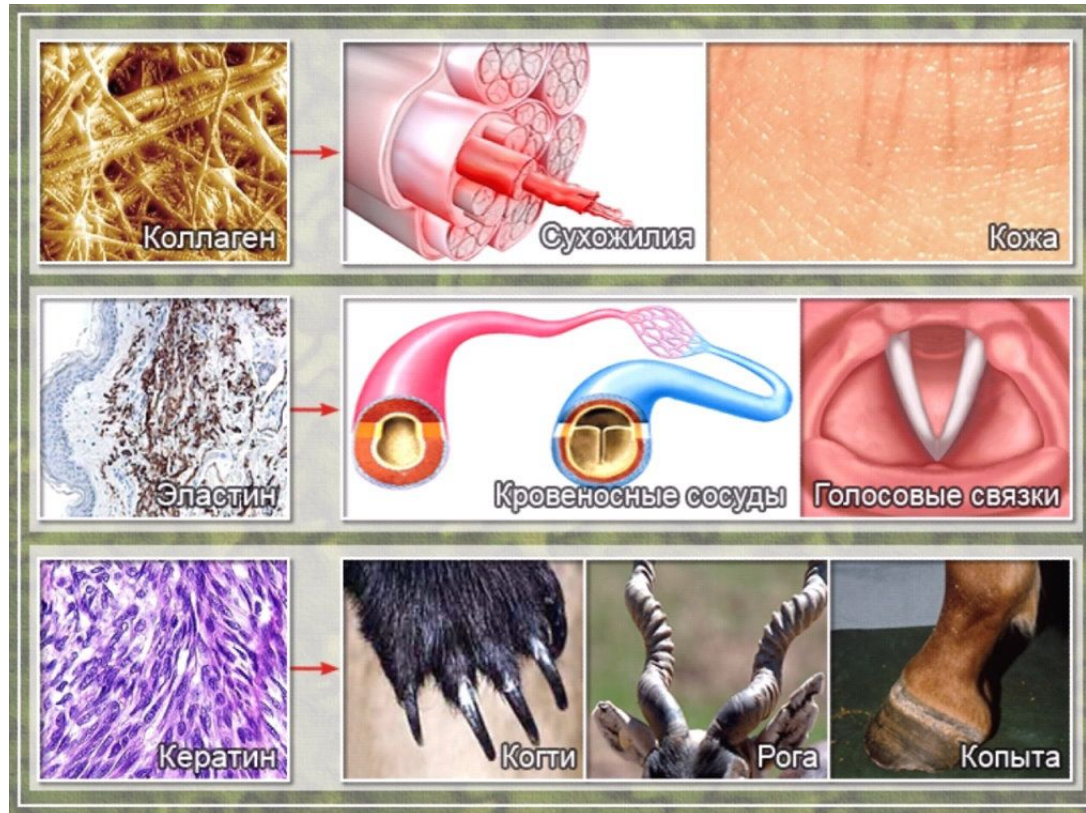 Коллаген
Сухожилия
Кожа
Эластин
Кровеносные сосуды
Голосовые связки
Кератин
Когти
Рога
Копыта